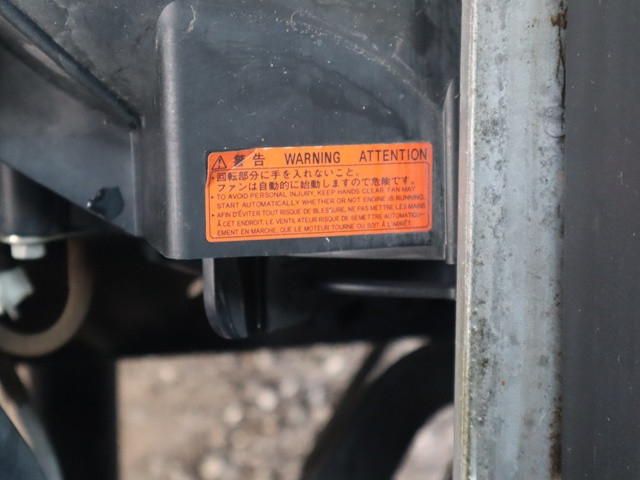 ⚠ 警告 WARNING ATTENTION
・回転部分に手を入れないこと。
ファンは自動的に始動しますので危険です。
・TO AVOID PERSONAL INJURY, KEEP HANDS CLEAR. FAN MAY
START AUTOMATICALLY WHETHER OR NOT ENGINE IS RUNNING.
・AFIN D'ÉVITER TOUT RISQUE DE BLESSURE, NE PAS METTRE LES MAINS
À CET ENDROIT. LE VENTILATEUR RISQUE DE SE METTRE AUTOMATIQU-
EMENT EN MARCHE, QUE LE MOTEUR TOURNE OU SOIT À L'ARRÊT.